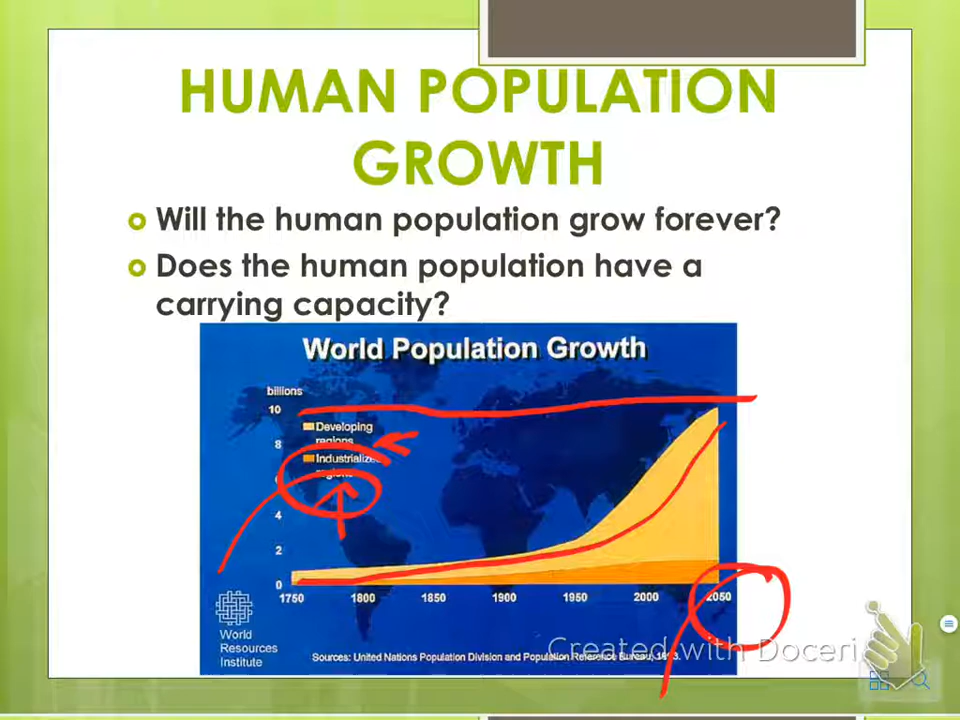 HUMAN POPULATION
GROWTH
Will the human population grow forever?
Does the human population have a
carrying capacity?
World Population Growth
billions
10
Developing
regions
8
Industrialized
regions
4
2
0
1750 1800 1850 1900 1950 2000 2050
World
Resources
Institute
Sources: United Nations Population Division and Population Reference Bureau,
Created with Doceri